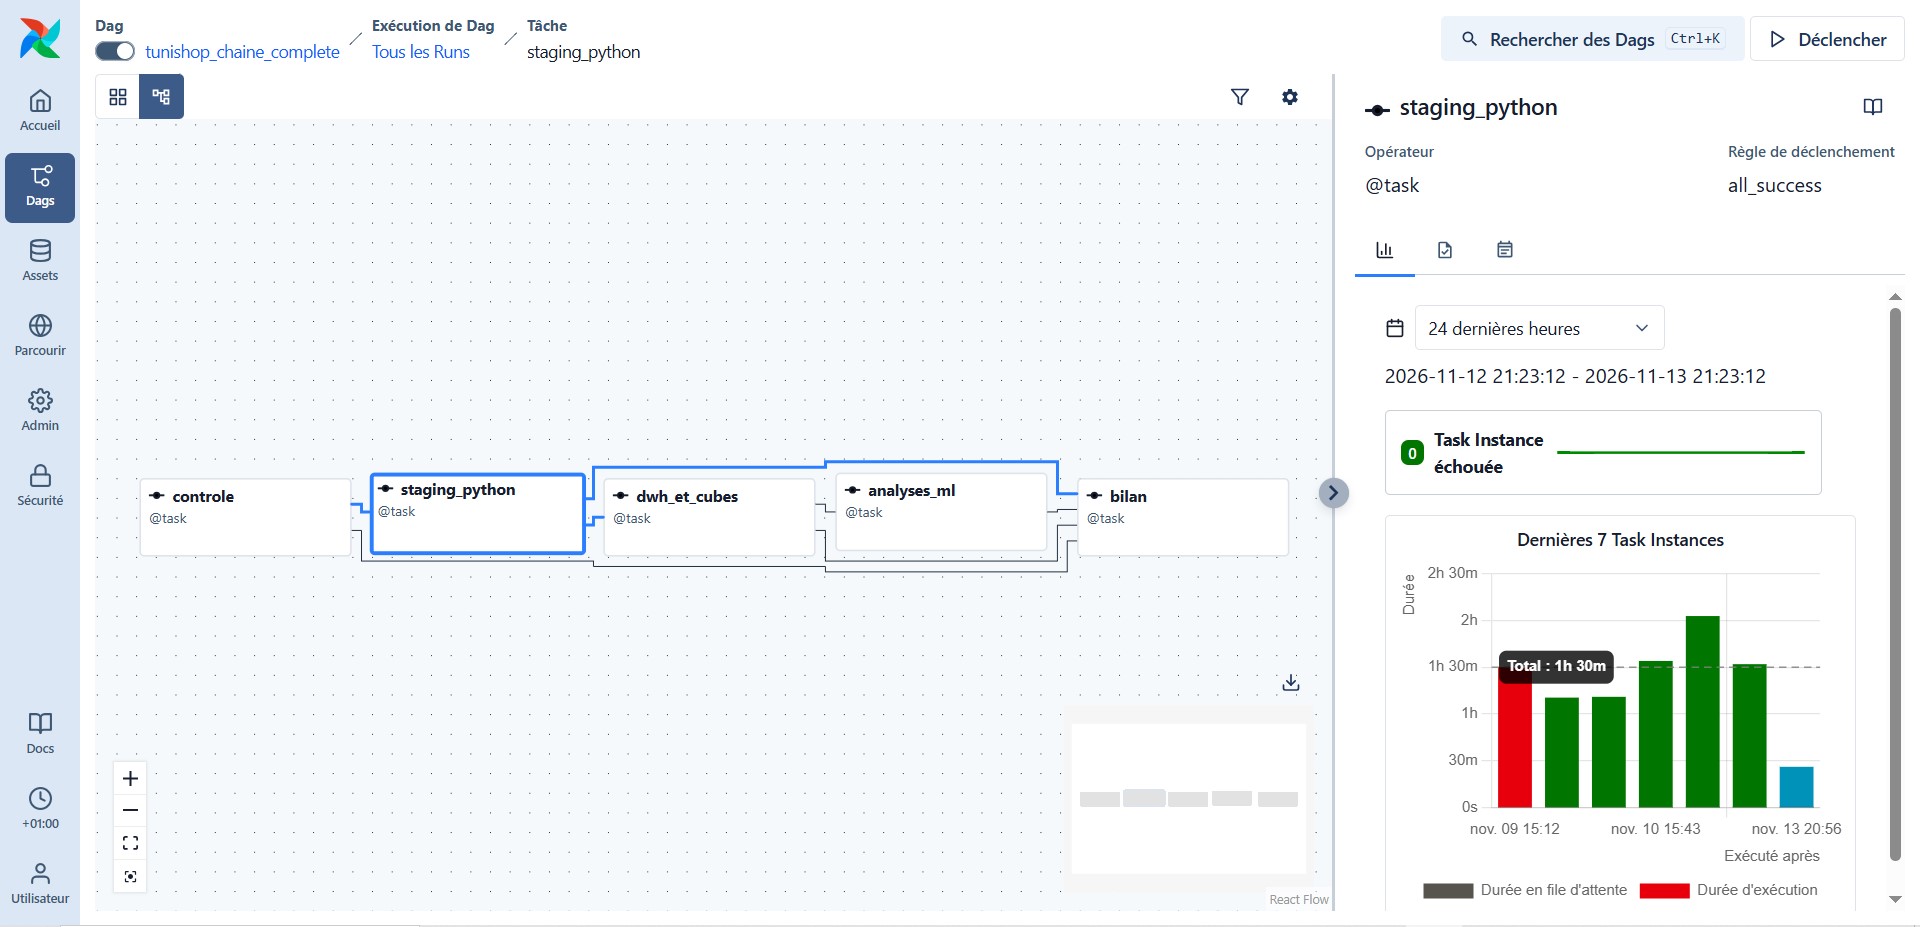 Dag
tunishop_chaine_complete
Exécution de Dag
Tous les Runs
Tâche
staging_python
Rechercher des Dags Ctrl+K
Déclencher
Accueil
Dags
Assets
Parcourir
Admin
Sécurité
Docs
+01:00
Utilisateur
controle
@task
staging_python
@task
dwh_et_cubes
@task
analyses_ml
@task
bilan
@task
React Flow
staging_python
Opérateur
@task
Règle de déclenchement
all_success
24 dernières heures
2026-11-12 21:23:12 - 2026-11-13 21:23:12
0
Task Instance
échouée
Dernières 7 Task Instances
Durée
2h 30m
2h
1h 30m
1h
30m
0s
Total : 1h 30m
nov. 09 15:12
nov. 10 15:43
nov. 13 20:56
Exécuté après
Durée en file d'attente
Durée d'exécution